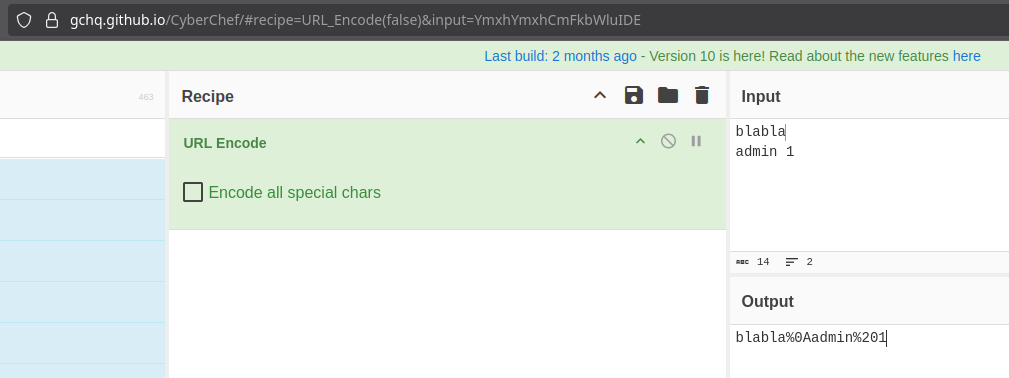 gchq.github.io/CyberChef/#recipe=URL_Encode(false)&input=YmxhYmxhCmFkbWluIDE
Last build: 2 months ago - Version 10 is here! Read about the new features here
463
Recipe
URL Encode
Encode all special chars
Input
blabla
admin 1
ABC 14 2
Output
blabla%0Aadmin%201